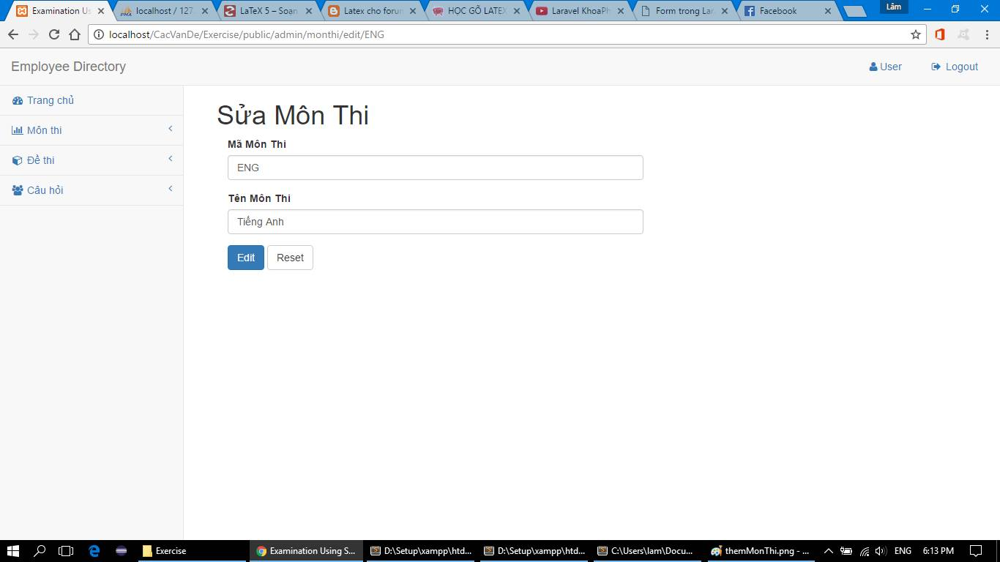 Examination Us
localhost / 127.
LaTeX 5 – Soan
Latex cho forun
HỌC GÕ LATEX
Laravel KhoaPh
Form trong Lar
Facebook
Lâm
localhost/CacVanDe/Exercise/public/admin/monthi/edit/ENG
Employee Directory
User
Logout
Trang chủ
Môn thi
Đề thi
Câu hỏi
Sửa Môn Thi
Mã Môn Thi
ENG
Tên Môn Thi
Tiếng Anh
Edit
Reset
Exercise
Examination Using S...
D:\Setup\xampp\htd...
D:\Setup\xampp\htd...
C:\Users\lam\Docu...
themMonThi.png - ...
ENG
6:13 PM